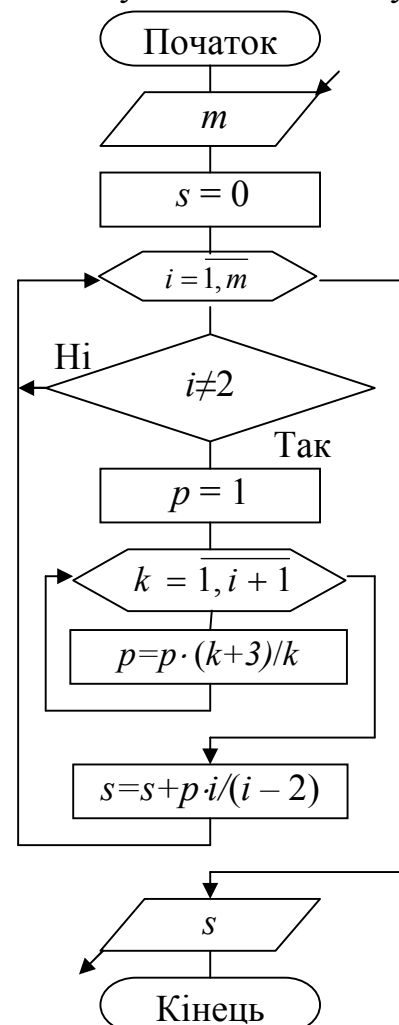 Початок
m
s = 0
i = 1, m
Ні
i≠2
Так
p = 1
k = 1, i + 1
p=p· (k+3)/k
s=s+p·i/(i – 2)
s
Кінець